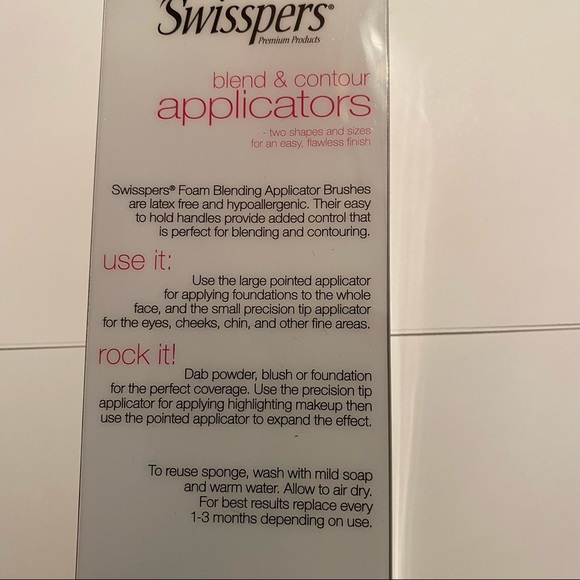 Swisspers®
Premium Products
blend & contour
applicators
- two shapes and sizes
for an easy, flawless finish
Swisspers® Foam Blending Applicator Brushes
are latex free and hypoallergenic. Their easy
to hold handles provide added control that
is perfect for blending and contouring.
use it:
Use the large pointed applicator
for applying foundations to the whole
face, and the small precision tip applicator
for the eyes, cheeks, chin, and other fine areas.
rock it!
Dab powder, blush or foundation
for the perfect coverage. Use the precision tip
applicator for applying highlighting makeup then
use the pointed applicator to expand the effect.
To reuse sponge, wash with mild soap
and warm water. Allow to air dry.
For best results replace every
1-3 months depending on use.